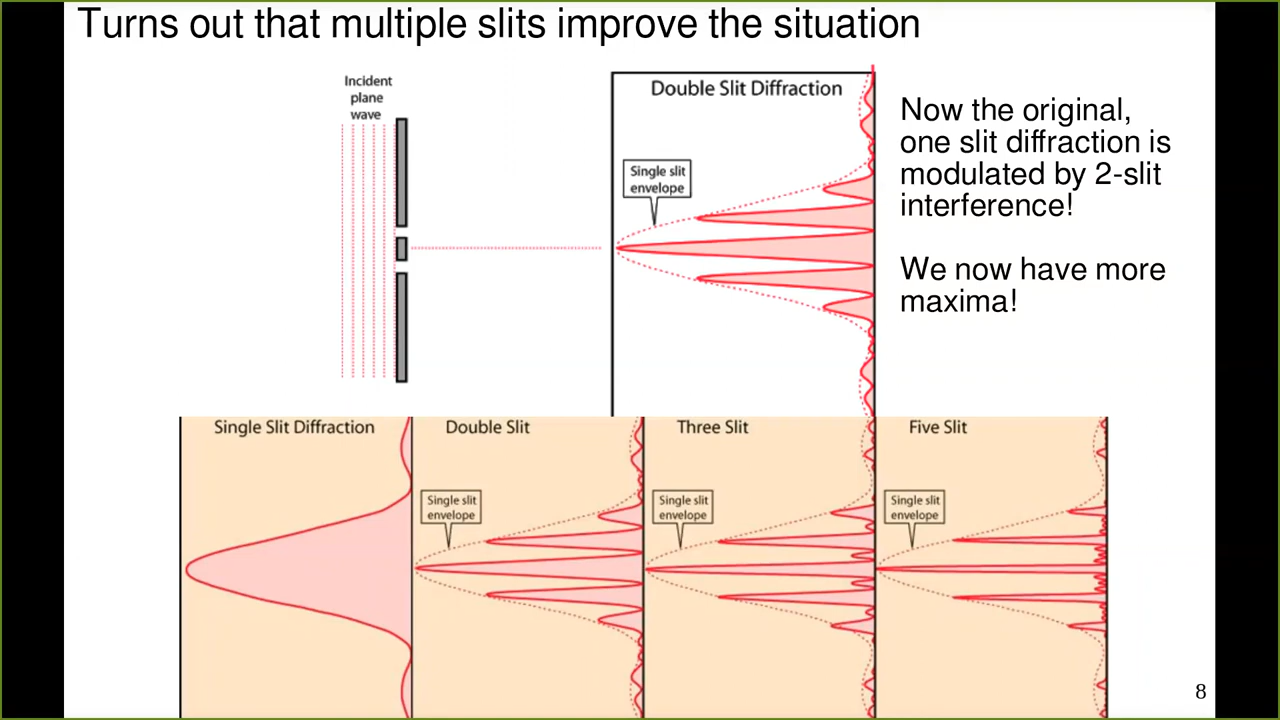 Turns out that multiple slits improve the situation
Incident
plane
wave
Double Slit Diffraction
Single slit
envelope
Now the original,
one slit diffraction is
modulated by 2-slit
interference!
We now have more
maxima!
Single Slit Diffraction
Double Slit
Single slit
envelope
Three Slit
Single slit
envelope
Five Slit
Single slit
envelope
8